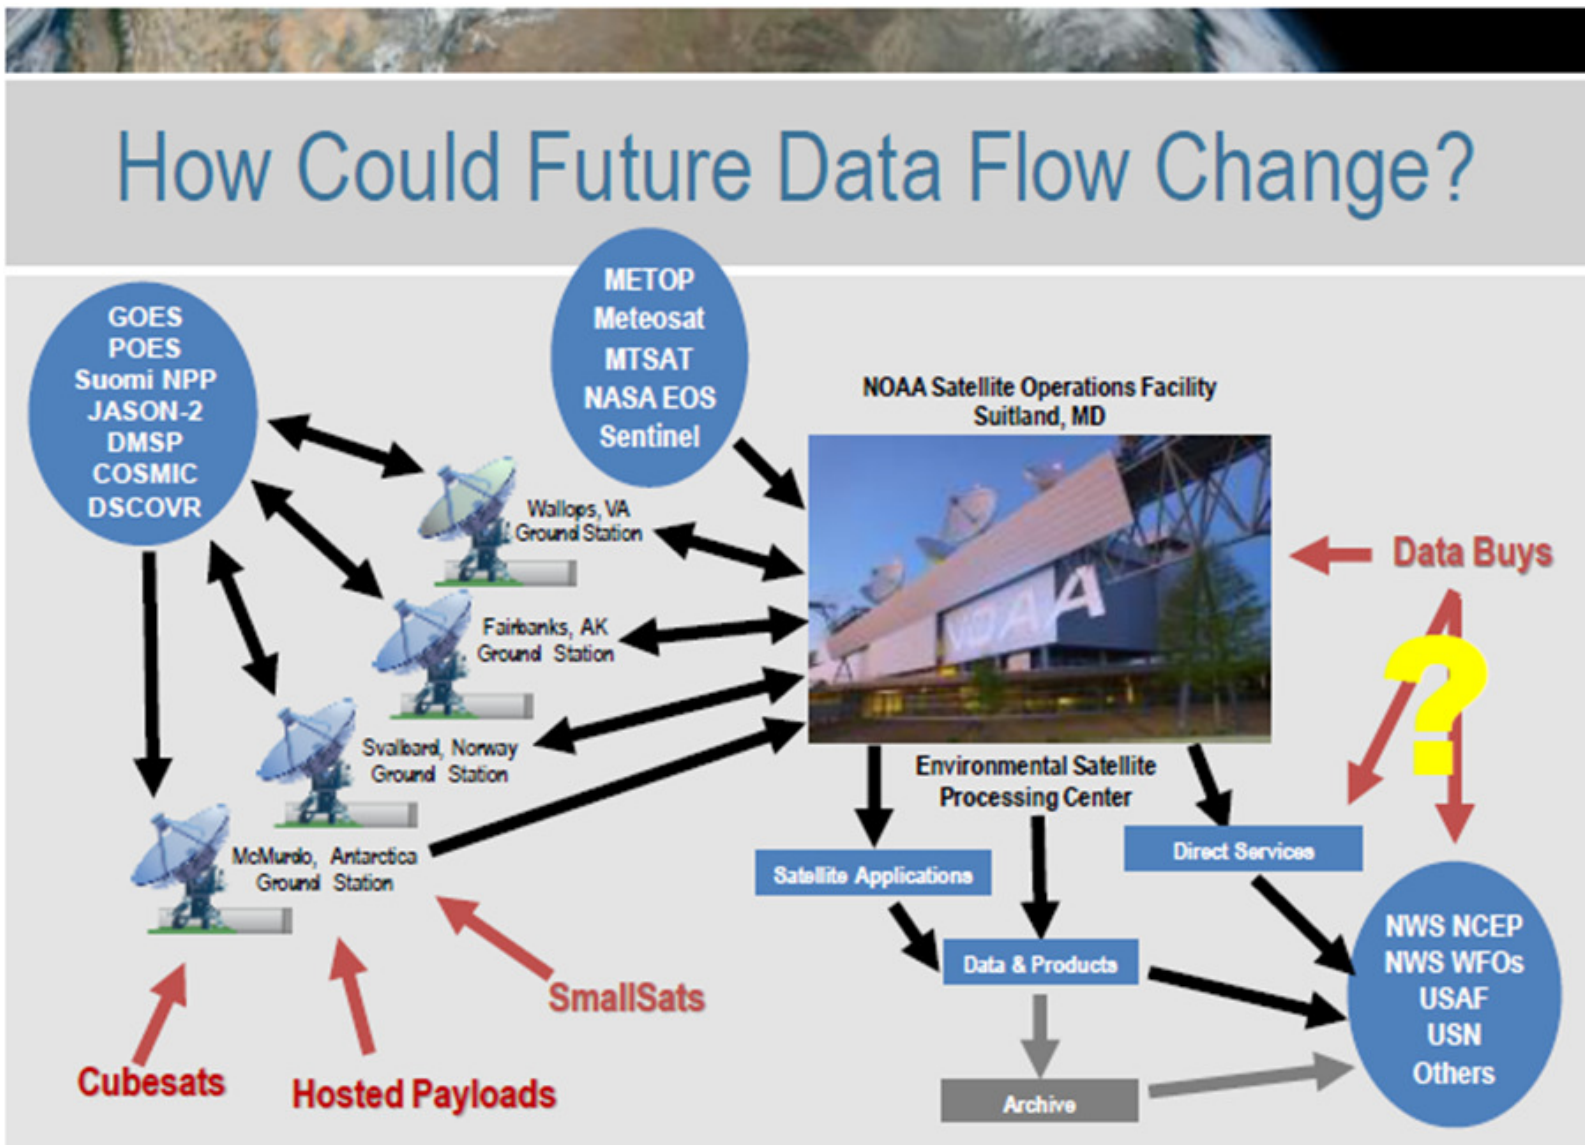 How Could Future Data Flow Change?
GOES
POES
Suomi NPP
JASON-2
DMSP
COSMIC
DSCOVR
METOP
Meteosat
MTSAT
NASA EOS
Sentinel
NOAA Satellite Operations Facility
Suitland, MD
Wallops, VA
Ground Station
Fairbanks, AK
Ground Station
Svalbard, Norway
Ground Station
McMurdo, Antarctica
Ground Station
NOAA
Data Buys
?
Environmental Satellite
Processing Center
Satellite Applications
Direct Services
Data & Products
Archive
NWS NCEP
NWS WFOs
USAF
USN
Others
SmallSats
Cubesats
Hosted Payloads